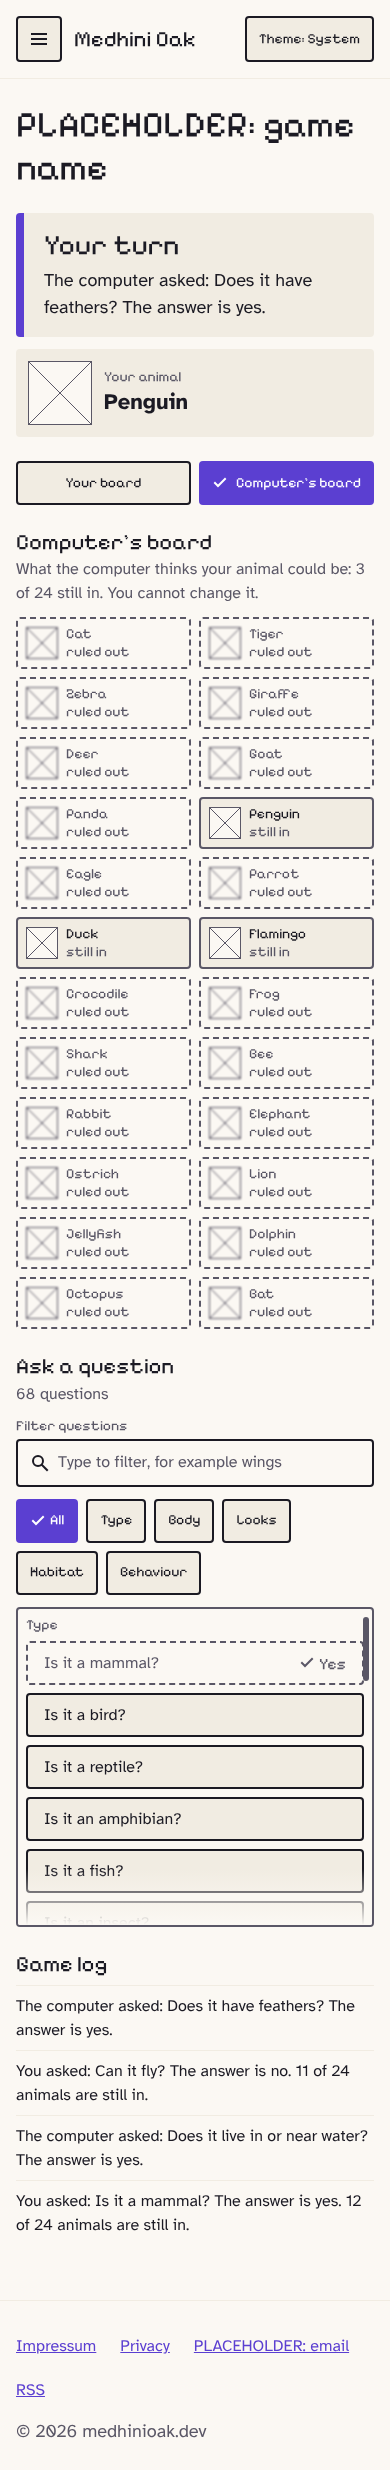 Medhini Oak
Theme: System
PLACEHOLDER: game
name
Your turn
The computer asked: Does it have
feathers? The answer is yes.
Your animal
Penguin
Your board
Computer's board
Computer's board
What the computer thinks your animal could be: 3
of 24 still in. You cannot change it.
Cat
ruled out
Tiger
ruled out
Zebra
ruled out
Giraffe
ruled out
Deer
ruled out
Goat
ruled out
Panda
ruled out
Penguin
still in
Eagle
ruled out
Parrot
ruled out
Duck
still in
Flamingo
still in
Crocodile
ruled out
Frog
ruled out
Shark
ruled out
Bee
ruled out
Rabbit
ruled out
Elephant
ruled out
Ostrich
ruled out
Lion
ruled out
Jellyfish
ruled out
Dolphin
ruled out
Octopus
ruled out
Bat
ruled out
Ask a question
68 questions
Filter questions
Type to filter, for example wings
All
Type
Body
Looks
Habitat
Behaviour
Type
Is it a mammal?
Yes
Is it a bird?
Is it a reptile?
Is it an amphibian?
Is it a fish?
Is it an insect?
Game log
The computer asked: Does it have feathers? The
answer is yes.
You asked: Can it fly? The answer is no. 11 of 24
animals are still in.
The computer asked: Does it live in or near water?
The answer is yes.
You asked: Is it a mammal? The answer is yes. 12
of 24 animals are still in.
Impressum
Privacy
PLACEHOLDER: email
RSS
© 2026 medhinioak.dev